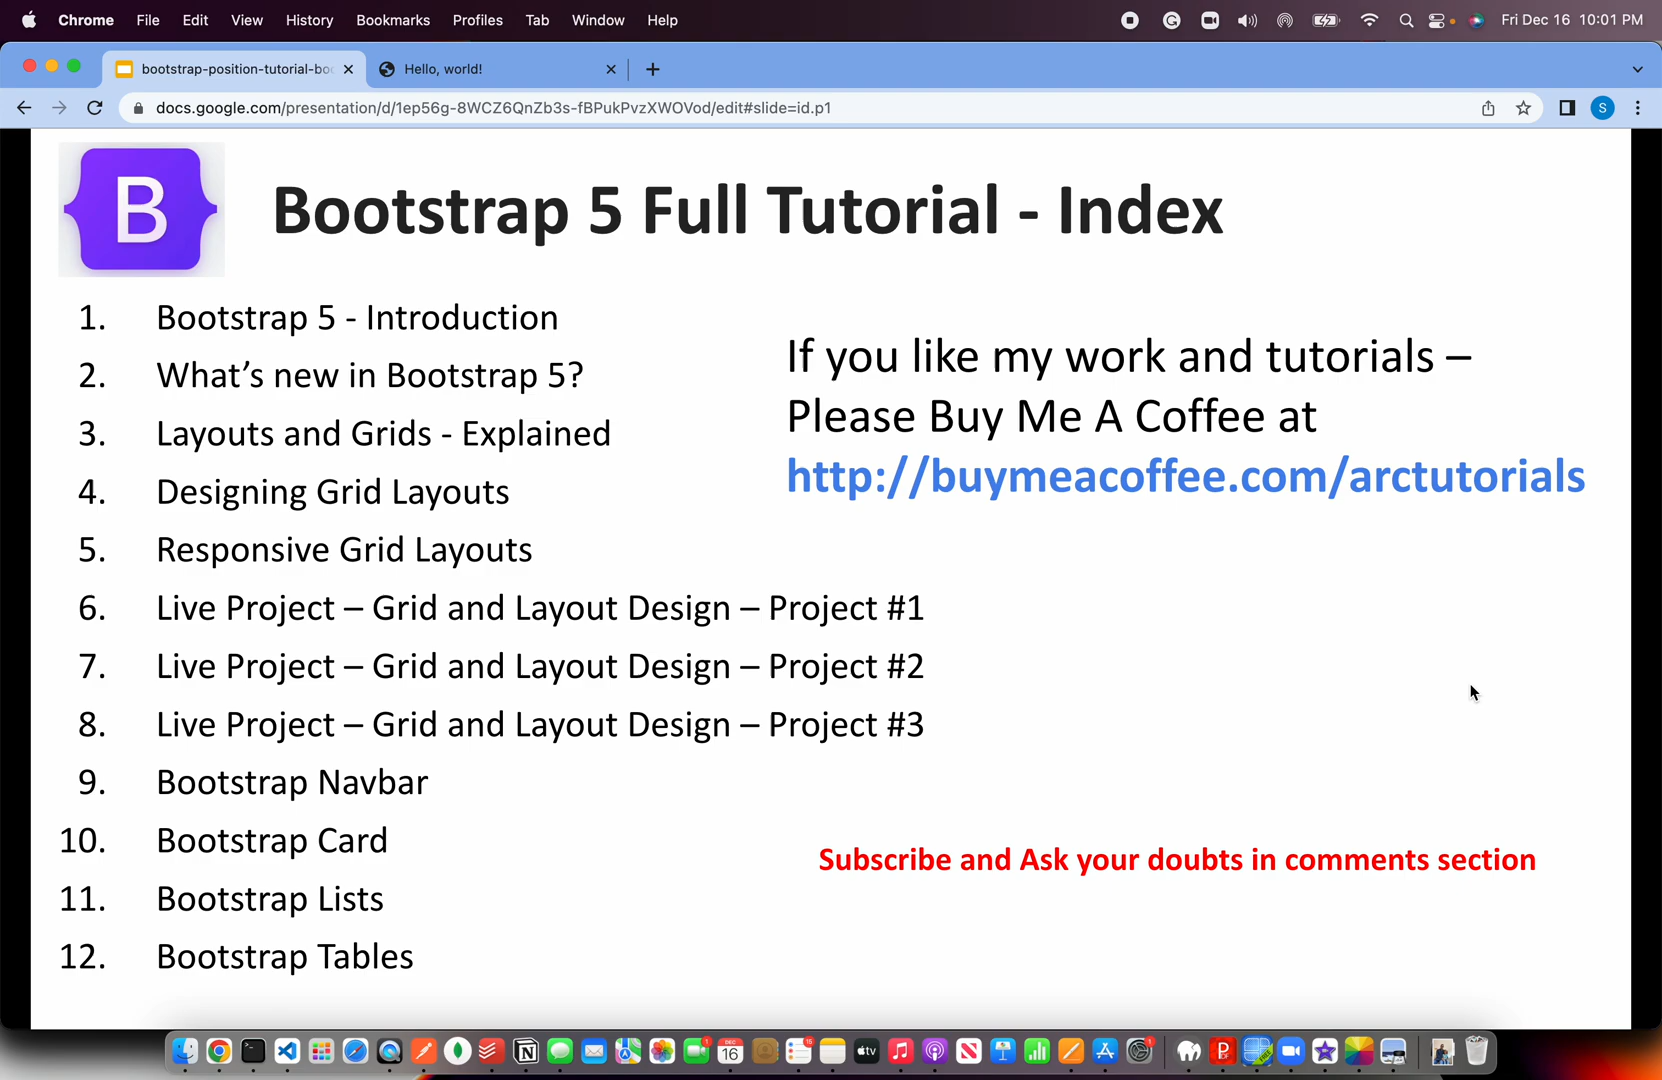 Chrome File Edit View History Bookmarks Profiles Tab Window Help Fri Dec 16 10:01 PM
bootstrap-position-tutorial-bo Hello, world!
docs.google.com/presentation/d/1ep56g-8WCZ6QnZb3s-fBPukPvzXWOVod/edit#slide=id.p1 S
B
Bootstrap 5 Full Tutorial - Index
1. Bootstrap 5 - Introduction
2. What's new in Bootstrap 5?
3. Layouts and Grids - Explained
4. Designing Grid Layouts
5. Responsive Grid Layouts
6. Live Project – Grid and Layout Design – Project #1
7. Live Project – Grid and Layout Design – Project #2
8. Live Project – Grid and Layout Design – Project #3
9. Bootstrap Navbar
10. Bootstrap Card
11. Bootstrap Lists
12. Bootstrap Tables
If you like my work and tutorials –
Please Buy Me A Coffee at
http://buymeacoffee.com/arctutorials
Subscribe and Ask your doubts in comments section
DEC
16
tv